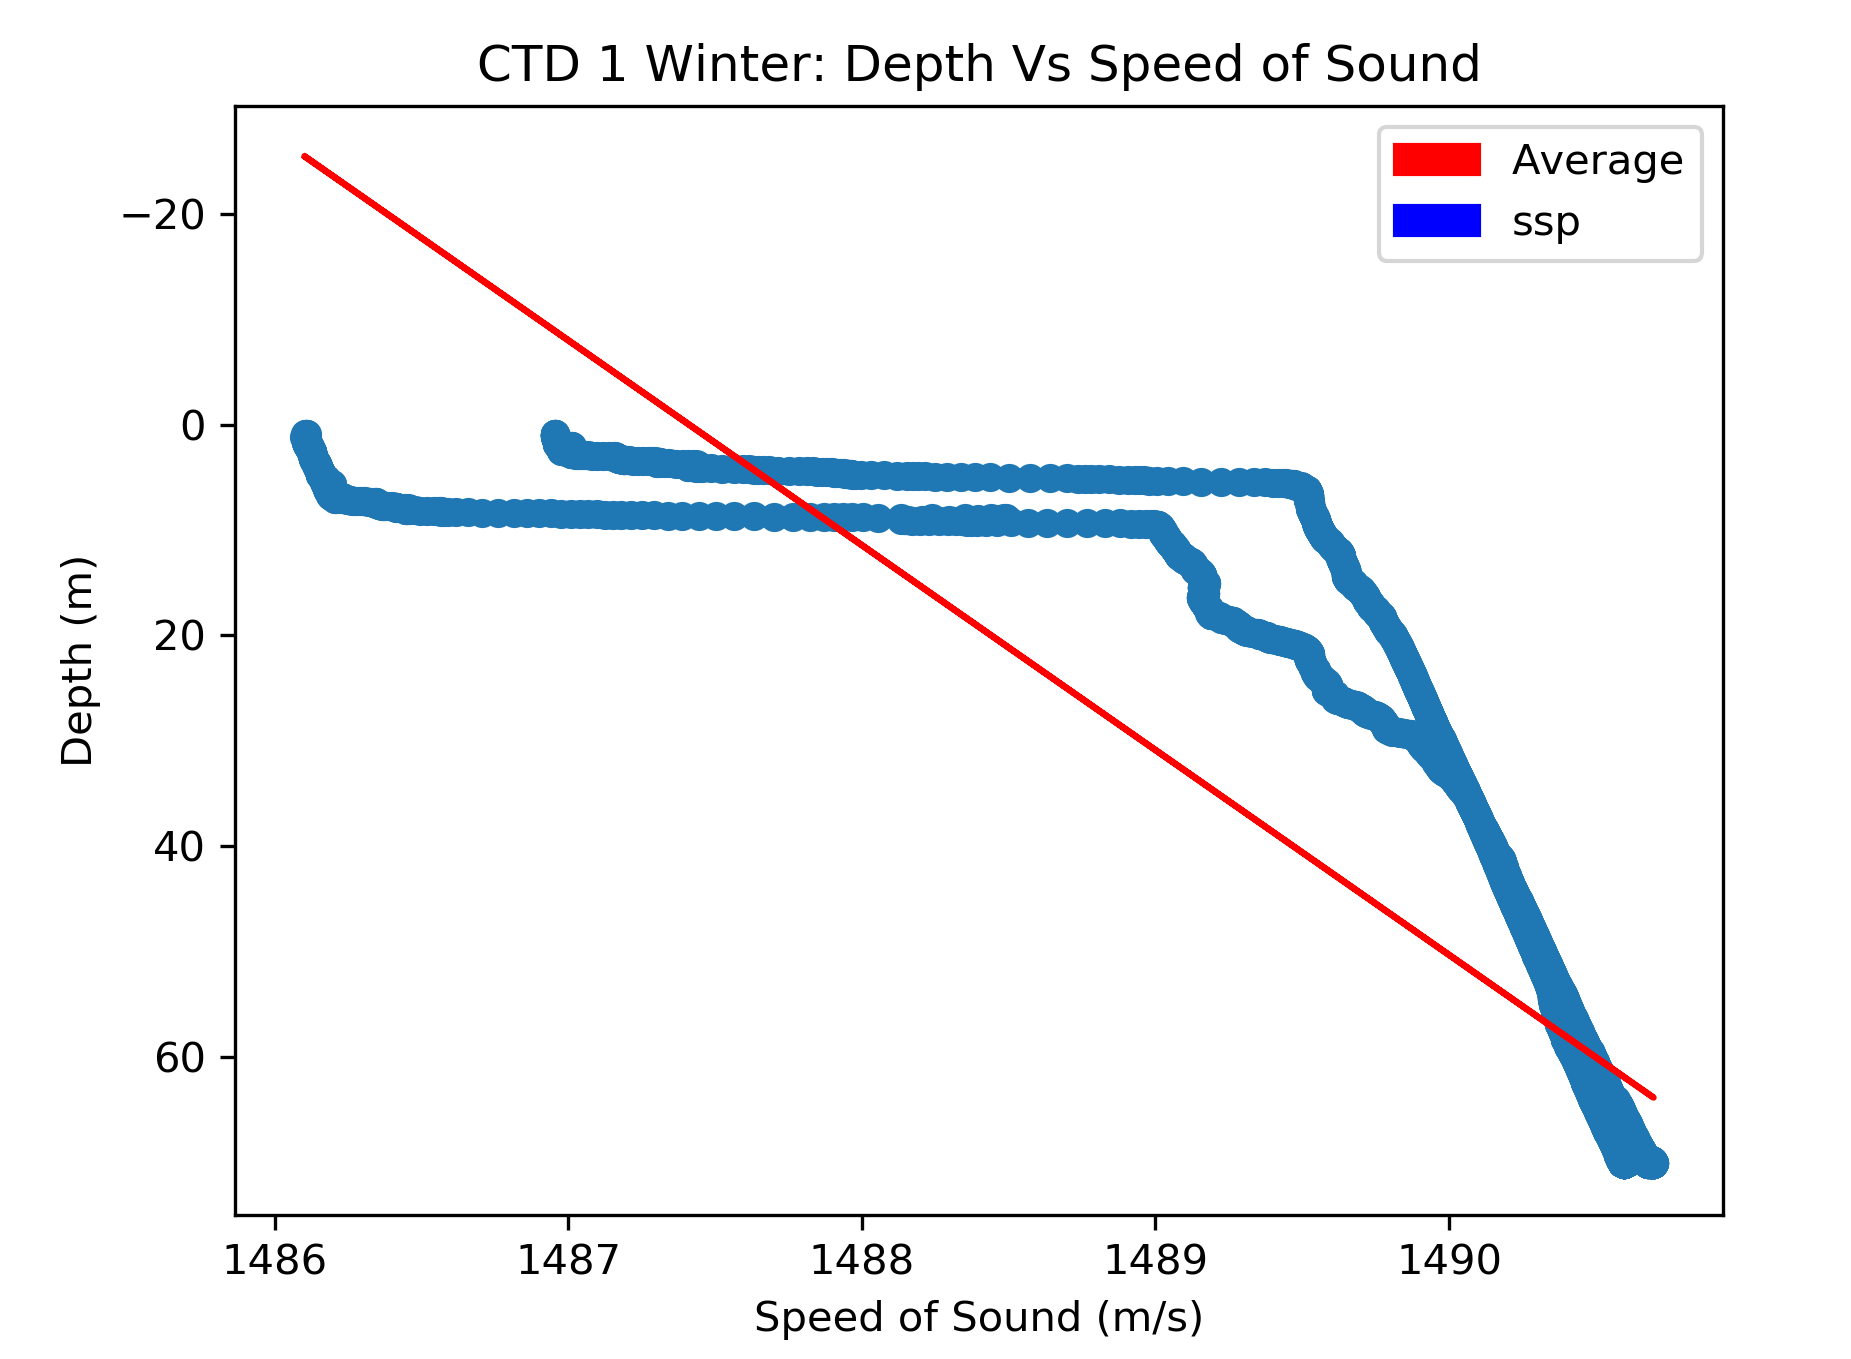 CTD 1 Winter: Depth Vs Speed of Sound
Average
ssp
−20
0
20
40
60
Depth (m)
1486 1487 1488 1489 1490
Speed of Sound (m/s)